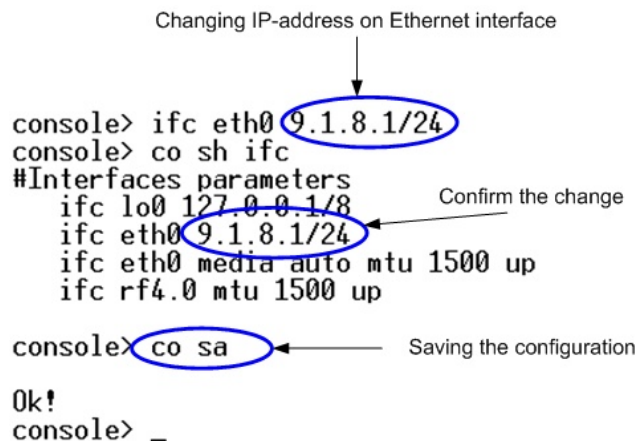 Changing IP-address on Ethernet interface
console> ifc eth0 9.1.8.1/24
console> co sh ifc
#Interfaces parameters
ifc lo0 127.0.0.1/8
Confirm the change
ifc eth0 9.1.8.1/24
ifc eth0 media auto mtu 1500 up
ifc rf4.0 mtu 1500 up
console> co sa
Saving the configuration
Ok!
console> _